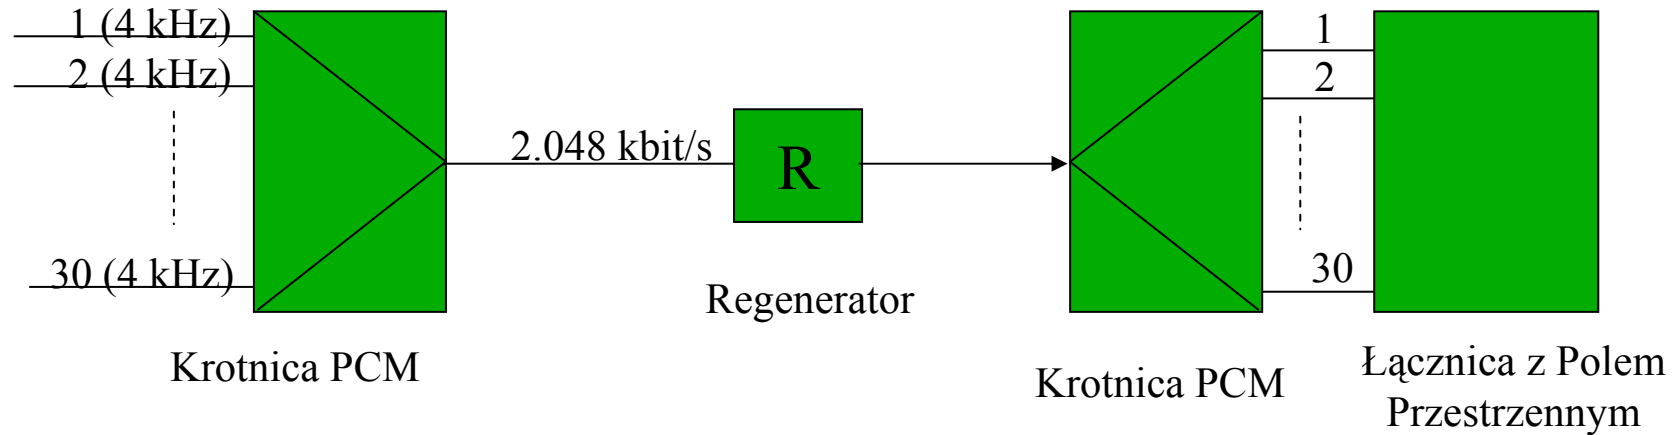 1 (4 kHz)
2 (4 kHz)
30 (4 kHz)
Krotnica PCM
2.048 kbit/s
R
Regenerator
Krotnica PCM
1
2
30
Łącznica z Polem
Przestrzennym